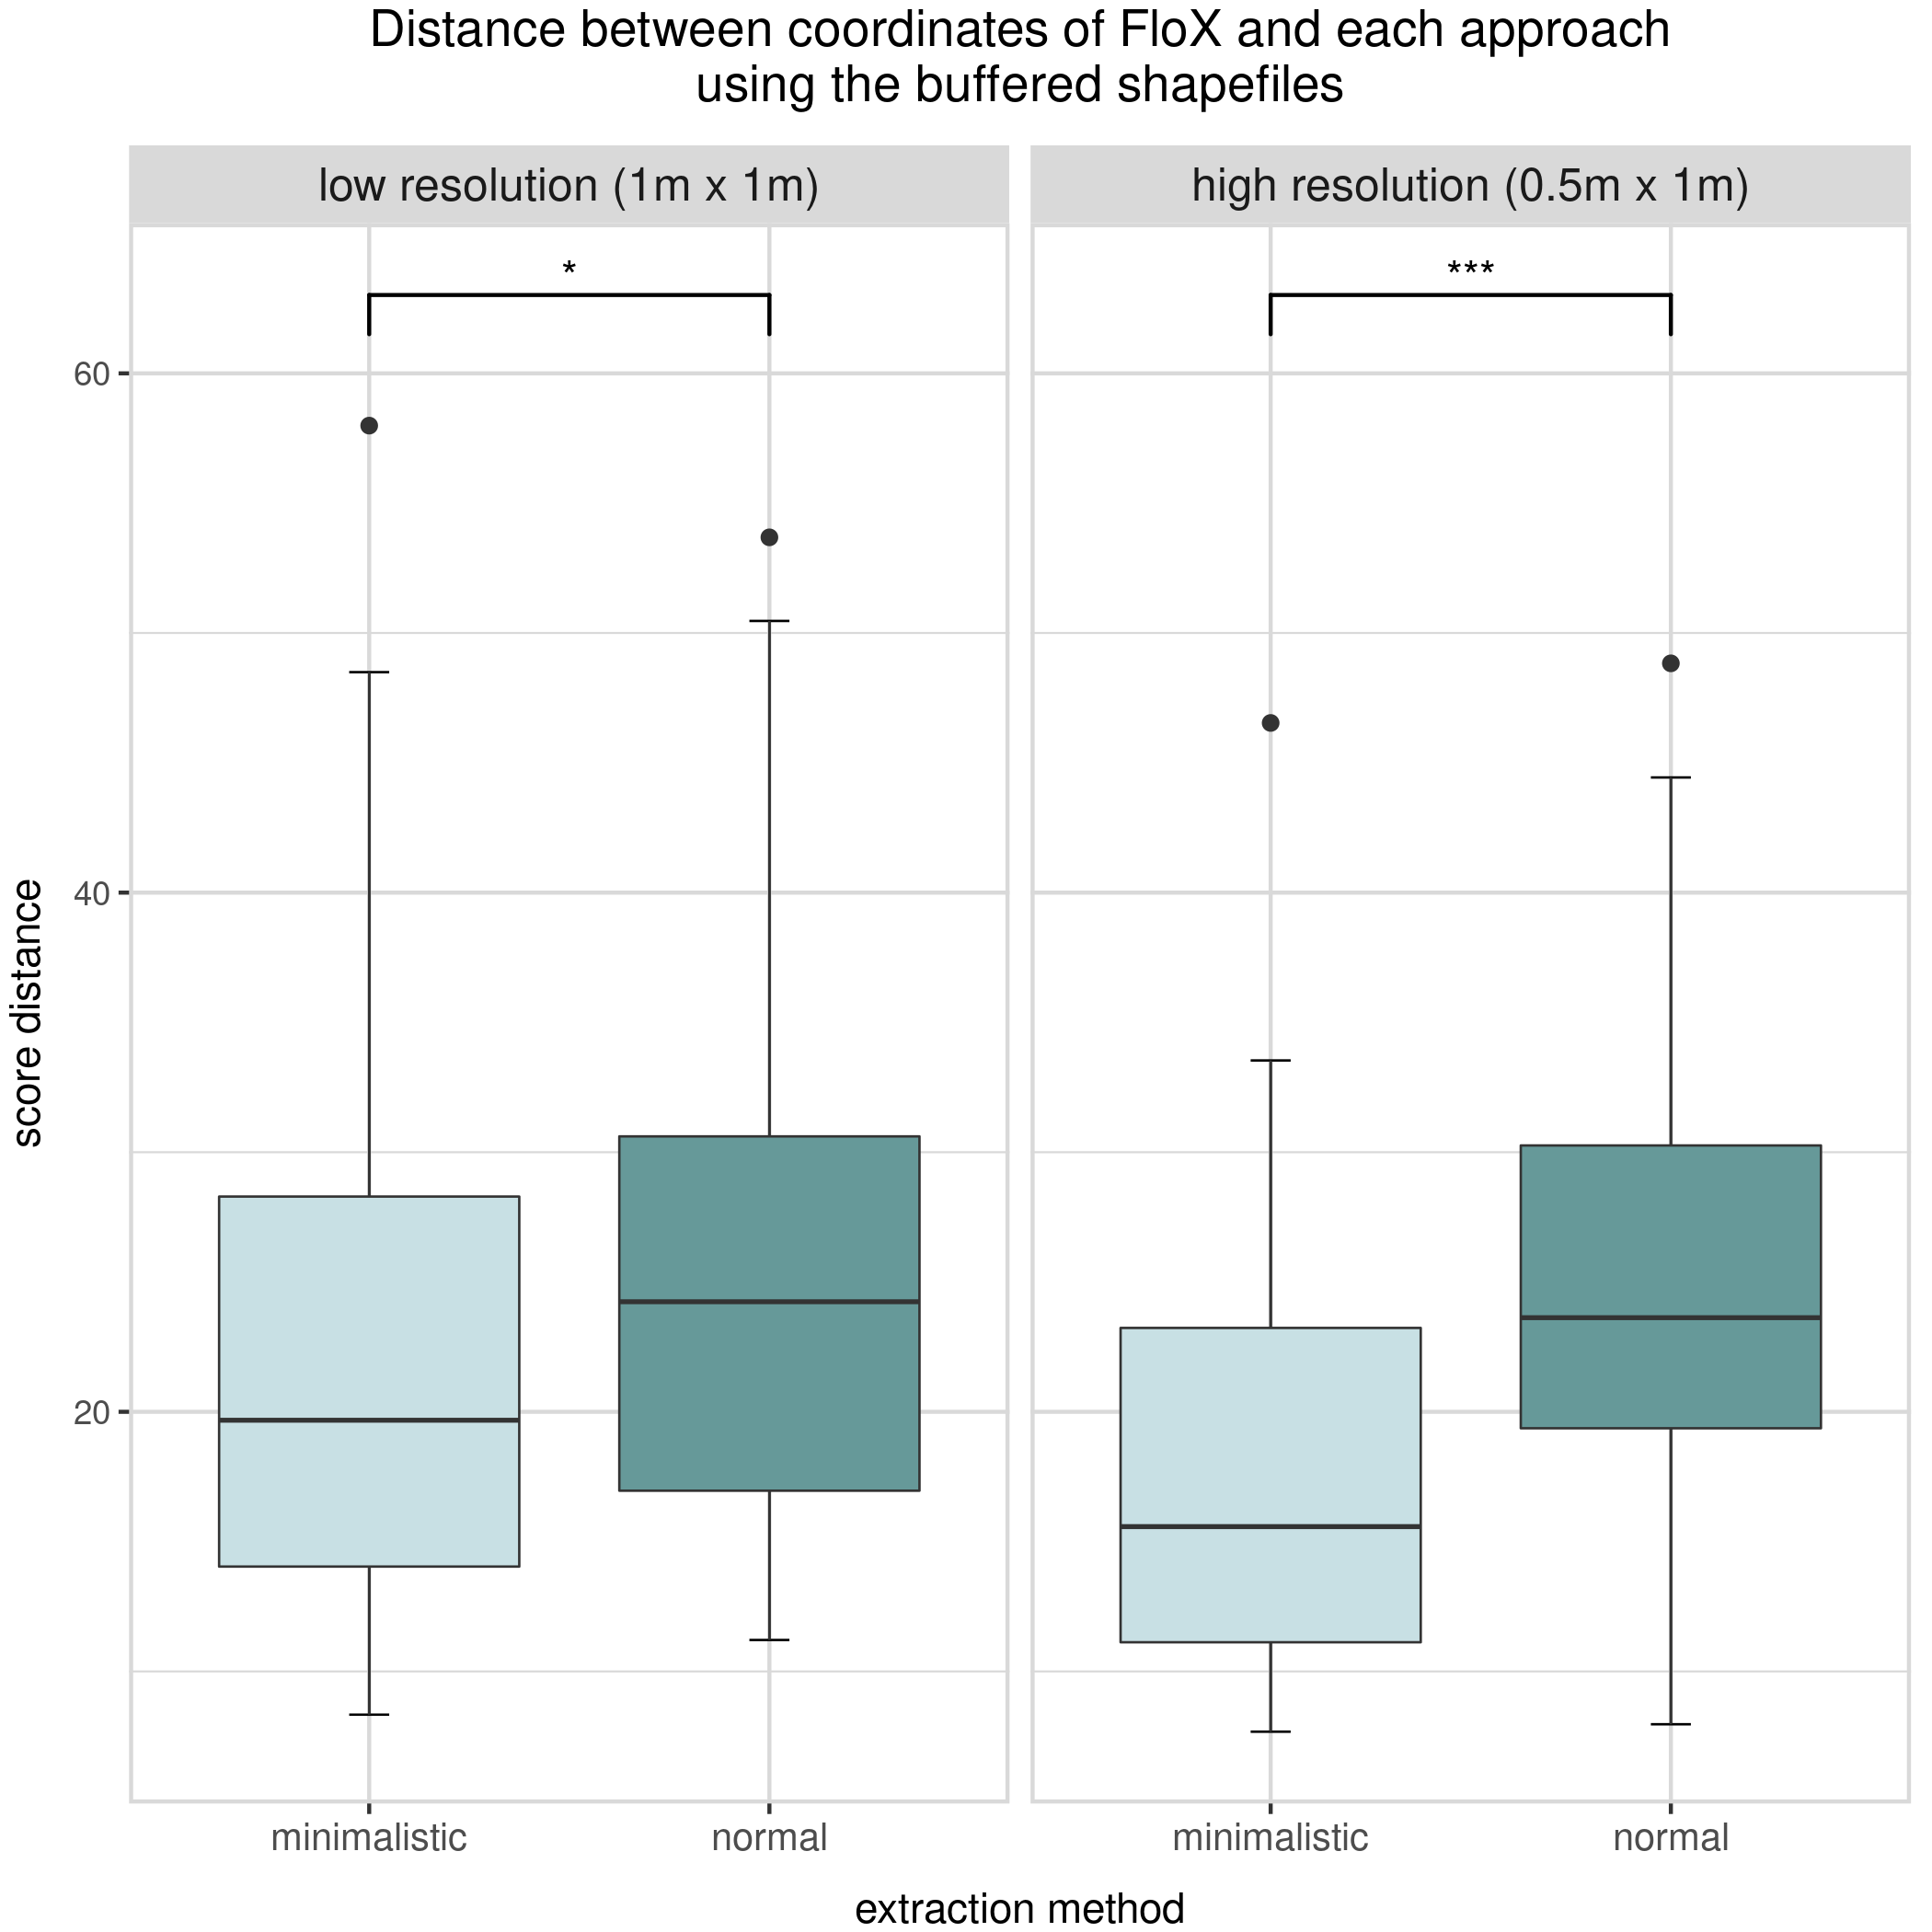 Distance between coordinates of FloX and each approach
using the buffered shapefiles
low resolution (1m x 1m)
high resolution (0.5m x 1m)
*
***
60
40
20
score distance
minimalistic
normal
minimalistic
normal
extraction method